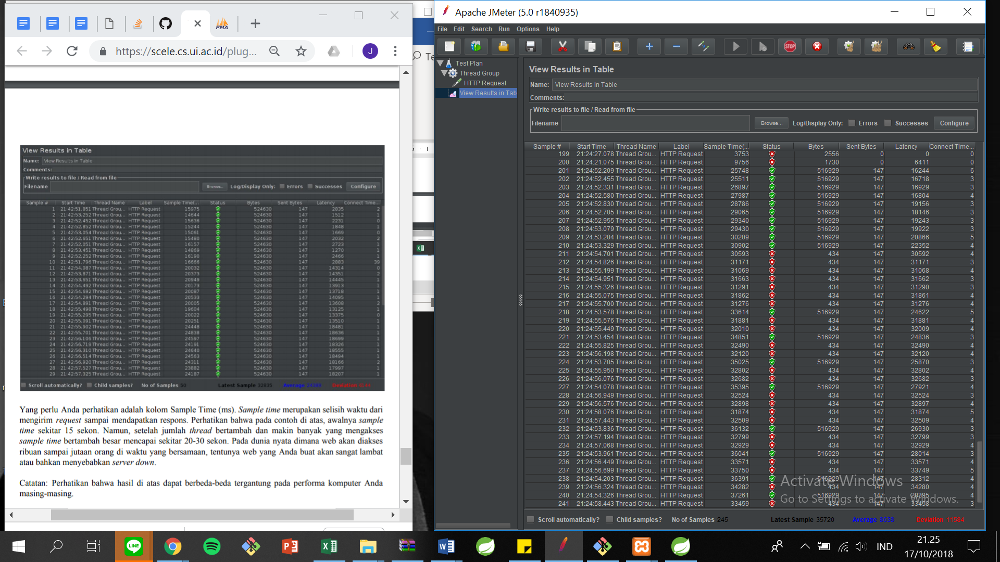 https://scele.cs.ui.ac.id/plug...
J
View Results in Table
Name: View Results in Table
Comments:
Write results to file / Read from file
Filename Browse... Log/Display Only: Errors Successes Configure
Sample # Start Time Thread Name Label Sample Time(... Status Bytes Sent Bytes Latency Connect Time...
1 21:42:51.851 Thread Grou... HTTP Request 15975 524630 147 2835 2
2 21:42:53.252 Thread Grou... HTTP Request 14644 524630 147 1512 1
3 21:42:52.452 Thread Grou... HTTP Request 15636 524630 147 2231 0
4 21:42:52.852 Thread Grou... HTTP Request 15244 524630 147 1848 1
5 21:42:53.054 Thread Grou... HTTP Request 15061 524630 147 1669 0
6 21:42:52.651 Thread Grou... HTTP Request 15480 524630 147 2032 2
7 21:42:52.051 Thread Grou... HTTP Request 16157 524630 147 2723 1
8 21:42:53.451 Thread Grou... HTTP Request 14869 524630 147 1270 1
9 21:42:52.252 Thread Grou... HTTP Request 16190 524630 147 2466 1
10 21:42:51.796 Thread Grou... HTTP Request 16666 524630 147 2883 39
11 21:42:54.087 Thread Grou... HTTP Request 20032 524630 147 14314 0
12 21:42:53.871 Thread Grou... HTTP Request 20373 524630 147 14351 2
13 21:42:53.651 Thread Grou... HTTP Request 20949 524630 147 14445 1
14 21:42:54.492 Thread Grou... HTTP Request 20173 524630 147 13913 1
15 21:42:54.692 Thread Grou... HTTP Request 20087 524630 147 13718 1
16 21:42:54.294 Thread Grou... HTTP Request 20533 524630 147 14095 1
17 21:42:54.891 Thread Grou... HTTP Request 20005 524630 147 13608 2
18 21:42:55.498 Thread Grou... HTTP Request 19604 524630 147 13125 1
19 21:42:55.295 Thread Grou... HTTP Request 20022 524630 147 13375 0
20 21:42:55.091 Thread Grou... HTTP Request 20251 524630 147 13510 1
21 21:42:55.902 Thread Grou... HTTP Request 24448 524630 147 18481 1
22 21:42:55.701 Thread Grou... HTTP Request 24838 524630 147 18636 1
23 21:42:56.106 Thread Grou... HTTP Request 24597 524630 147 18699 1
24 21:42:56.719 Thread Grou... HTTP Request 24191 524630 147 18326 1
25 21:42:56.310 Thread Grou... HTTP Request 24640 524630 147 18555 1
26 21:42:56.514 Thread Grou... HTTP Request 24563 524630 147 18494 1
27 21:42:56.920 Thread Grou... HTTP Request 24311 524630 147 18166 2
28 21:42:57.527 Thread Grou... HTTP Request 23882 524630 147 17997 1
29 21:42:57.325 Thread Grou... HTTP Request 24187 524630 147 18207 1
Scroll automatically? Child samples? No of Samples 50 Latest Sample 32835 Average Deviation
Yang perlu Anda perhatikan adalah kolom Sample Time (ms). Sample time merupakan selisih waktu dari
mengirim request sampai mendapatkan respons. Perhatikan bahwa pada contoh di atas, awalnya sample
time sekitar 15 sekon. Namun, setelah jumlah thread bertambah dan makin banyak yang mengakses
sample time bertambah besar mencapai sekitar 20-30 sekon. Pada dunia nyata dimana web akan diakses
ribuan sampai jutaan orang di waktu yang bersamaan, tentunya web yang Anda buat akan sangat lambat
atau bahkan menyebabkan server down.
Catatan: Perhatikan bahwa hasil di atas dapat berbeda-beda tergantung pada performa komputer Anda
masing-masing.
Apache JMeter (5.0 r1840935)
File Edit Search Run Options Help
STOP
Test Plan
Thread Group
HTTP Request
View Results in Tab
View Results in Table
Name: View Results in Table
Comments:
Write results to file / Read from file
Filename Browse... Log/Display Only: Errors Successes Configure
Sample # Start Time Thread Name Label Sample Time(... Status Bytes Sent Bytes Latency Connect Time...
199 21:24:27.078 Thread Grou... HTTP Request 3753 2556 0 0 0
200 21:24:21.075 Thread Grou... HTTP Request 9756 1730 0 6411 0
201 21:24:52.209 Thread Grou... HTTP Request 25748 516929 147 16244 6
202 21:24:52.455 Thread Grou... HTTP Request 25511 516929 147 16718 3
203 21:24:52.331 Thread Grou... HTTP Request 26897 516929 147 16929 3
204 21:24:52.580 Thread Grou... HTTP Request 27987 516929 147 16804 4
205 21:24:52.830 Thread Grou... HTTP Request 28786 516929 147 19156 3
206 21:24:52.705 Thread Grou... HTTP Request 29065 516929 147 18146 3
207 21:24:52.955 Thread Grou... HTTP Request 29340 516929 147 19243 3
208 21:24:53.079 Thread Grou... HTTP Request 29430 516929 147 19922 3
209 21:24:53.204 Thread Grou... HTTP Request 30209 516929 147 20866 5
210 21:24:53.329 Thread Grou... HTTP Request 30902 516929 147 22352 4
211 21:24:54.701 Thread Grou... HTTP Request 30593 434 147 30592 4
212 21:24:54.826 Thread Grou... HTTP Request 31171 434 147 31171 3
213 21:24:55.199 Thread Grou... HTTP Request 31069 434 147 31068 4
214 21:24:54.951 Thread Grou... HTTP Request 31663 434 147 31662 3
215 21:24:55.326 Thread Grou... HTTP Request 31291 434 147 31290 3
216 21:24:55.075 Thread Grou... HTTP Request 31862 434 147 31861 4
217 21:24:55.700 Thread Grou... HTTP Request 31276 434 147 31276 4
218 21:24:53.578 Thread Grou... HTTP Request 33614 516929 147 24622 5
219 21:24:55.576 Thread Grou... HTTP Request 31881 434 147 31881 4
220 21:24:55.449 Thread Grou... HTTP Request 32010 434 147 32009 4
221 21:24:53.454 Thread Grou... HTTP Request 34851 516929 147 24836 3
222 21:24:55.825 Thread Grou... HTTP Request 32490 434 147 32490 4
223 21:24:56.198 Thread Grou... HTTP Request 32120 434 147 32120 4
224 21:24:53.705 Thread Grou... HTTP Request 35025 516929 147 25870 3
225 21:24:55.950 Thread Grou... HTTP Request 32802 434 147 32802 4
226 21:24:56.076 Thread Grou... HTTP Request 32682 434 147 32682 3
227 21:24:54.078 Thread Grou... HTTP Request 35395 516929 147 27921 4
228 21:24:56.949 Thread Grou... HTTP Request 32524 434 147 32524 3
229 21:24:56.576 Thread Grou... HTTP Request 32898 434 147 32897 4
230 21:24:58.076 Thread Grou... HTTP Request 31874 434 147 31874 5
231 21:24:57.443 Thread Grou... HTTP Request 32509 434 147 32509 4
232 21:24:53.836 Thread Grou... HTTP Request 36132 516929 147 26930 3
233 21:24:57.194 Thread Grou... HTTP Request 32799 434 147 32799 3
234 21:24:57.068 Thread Grou... HTTP Request 32929 434 147 32929 4
235 21:24:53.961 Thread Grou... HTTP Request 36041 516929 147 28014 3
236 21:24:56.449 Thread Grou... HTTP Request 33571 434 147 33571 4
237 21:24:56.699 Thread Grou... HTTP Request 33750 434 147 33749 5
238 21:24:54.203 Thread Grou... HTTP Request 36391 516929 147 28312 4
239 21:24:56.324 Thread Grou... HTTP Request 34282 434 147 34280 4
240 21:24:54.326 Thread Grou... HTTP Request 37261 516929 147 28395 4
241 21:24:58.443 Thread Grou... HTTP Request 33459 434 147 33458 3
Activate Windows
Go to Settings to activate Windows.
Scroll automatically? Child samples? No of Samples 245 Latest Sample 35720 Average 8638 Deviation 11584
LINE
IND
21.25
17/10/2018